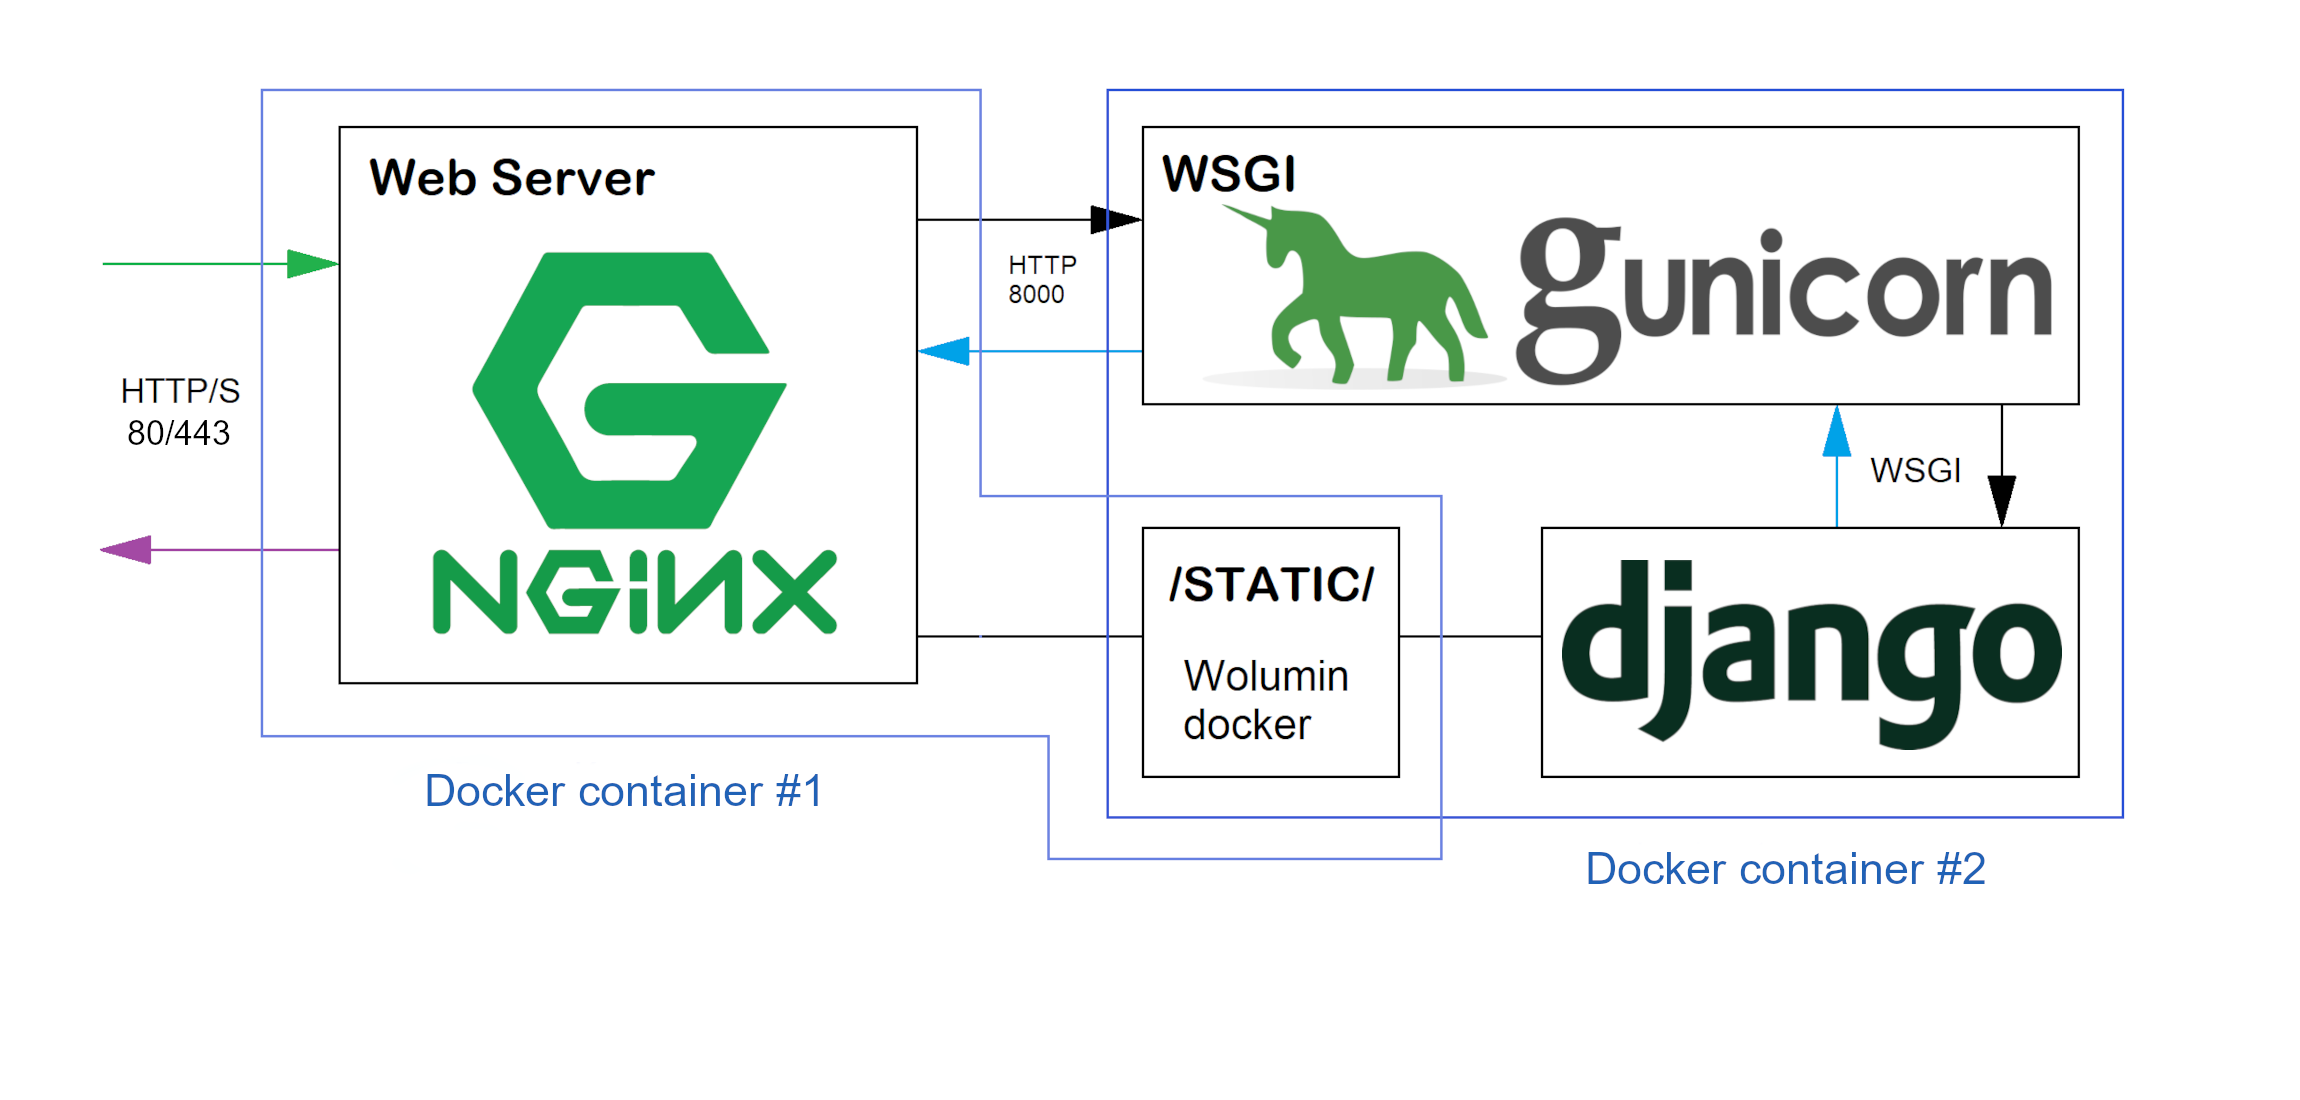 Web Server
NGiNX
HTTP/S
80/443
HTTP
8000
WSGI
gunicorn
WSGI
/STATIC/
Wolumin
docker
django
Docker container #1
Docker container #2